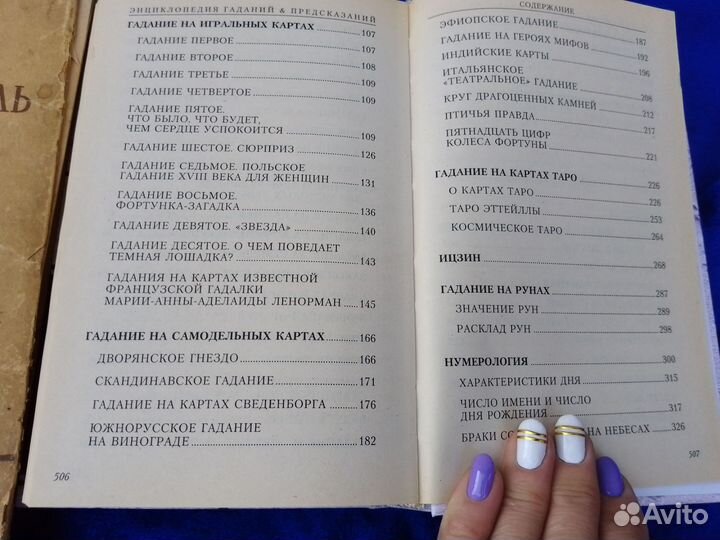 ЛЬ
ЭНЦИКЛОПЕДИЯ ГАДАНИЙ & ПРЕДСКАЗАНИЙ
ГАДАНИЕ НА ИГРАЛЬНЫХ КАРТАХ 107
ГАДАНИЕ ПЕРВОЕ 107
ГАДАНИЕ ВТОРОЕ 108
ГАДАНИЕ ТРЕТЬЕ 109
ГАДАНИЕ ЧЕТВЕРТОЕ 109
ГАДАНИЕ ПЯТОЕ.
ЧТО БЫЛО, ЧТО БУДЕТ,
ЧЕМ СЕРДЦЕ УСПОКОИТСЯ 109
ГАДАНИЕ ШЕСТОЕ. СЮРПРИЗ 126
ГАДАНИЕ СЕДЬМОЕ. ПОЛЬСКОЕ
ГАДАНИЕ XVIII ВЕКА ДЛЯ ЖЕНЩИН 131
ГАДАНИЕ ВОСЬМОЕ.
ФОРТУНКА-ЗАГАДКА 136
ГАДАНИЕ ДЕВЯТОЕ. «ЗВЕЗДА» 140
ГАДАНИЕ ДЕСЯТОЕ. О ЧЕМ ПОВЕДАЕТ
ТЕМНАЯ ЛОШАДКА? 143
ГАДАНИЯ НА КАРТАХ ИЗВЕСТНОЙ
ФРАНЦУЗСКОЙ ГАДАЛКИ
МАРИИ-АННЫ-АДЕЛАИДЫ ЛЕНОРМАН 145
ГАДАНИЕ НА САМОДЕЛЬНЫХ КАРТАХ 166
ДВОРЯНСКОЕ ГНЕЗДО 166
СКАНДИНАВСКОЕ ГАДАНИЕ 171
ГАДАНИЕ НА КАРТАХ СВЕДЕНБОРГА 176
ЮЖНОРУССКОЕ ГАДАНИЕ
НА ВИНОГРАДЕ 182
506
СОДЕРЖАНИЕ
ЭФИОПСКОЕ ГАДАНИЕ 187
ГАДАНИЕ НА ГЕРОЯХ МИФОВ 192
ИНДИЙСКИЕ КАРТЫ 196
ИТАЛЬЯНСКОЕ
«ТЕАТРАЛЬНОЕ» ГАДАНИЕ 208
КРУГ ДРАГОЦЕННЫХ КАМНЕЙ 212
ПТИЧЬЯ ПРАВДА 217
ПЯТНАДЦАТЬ ЦИФР
КОЛЕСА ФОРТУНЫ 221
ГАДАНИЕ НА КАРТАХ ТАРО 226
О КАРТАХ ТАРО 226
ТАРО ЭТТЕЙЛЛЫ 253
КОСМИЧЕСКОЕ ТАРО 264
ИЦЗИН 268
ГАДАНИЕ НА РУНАХ 287
ЗНАЧЕНИЕ РУН 289
РАСКЛАД РУН 298
НУМЕРОЛОГИЯ 300
ХАРАКТЕРИСТИКИ ДНЯ 315
ЧИСЛО ИМЕНИ И ЧИСЛО
ДНЯ РОЖДЕНИЯ 317
БРАКИ СО НА НЕБЕСАХ 326
507
Avito